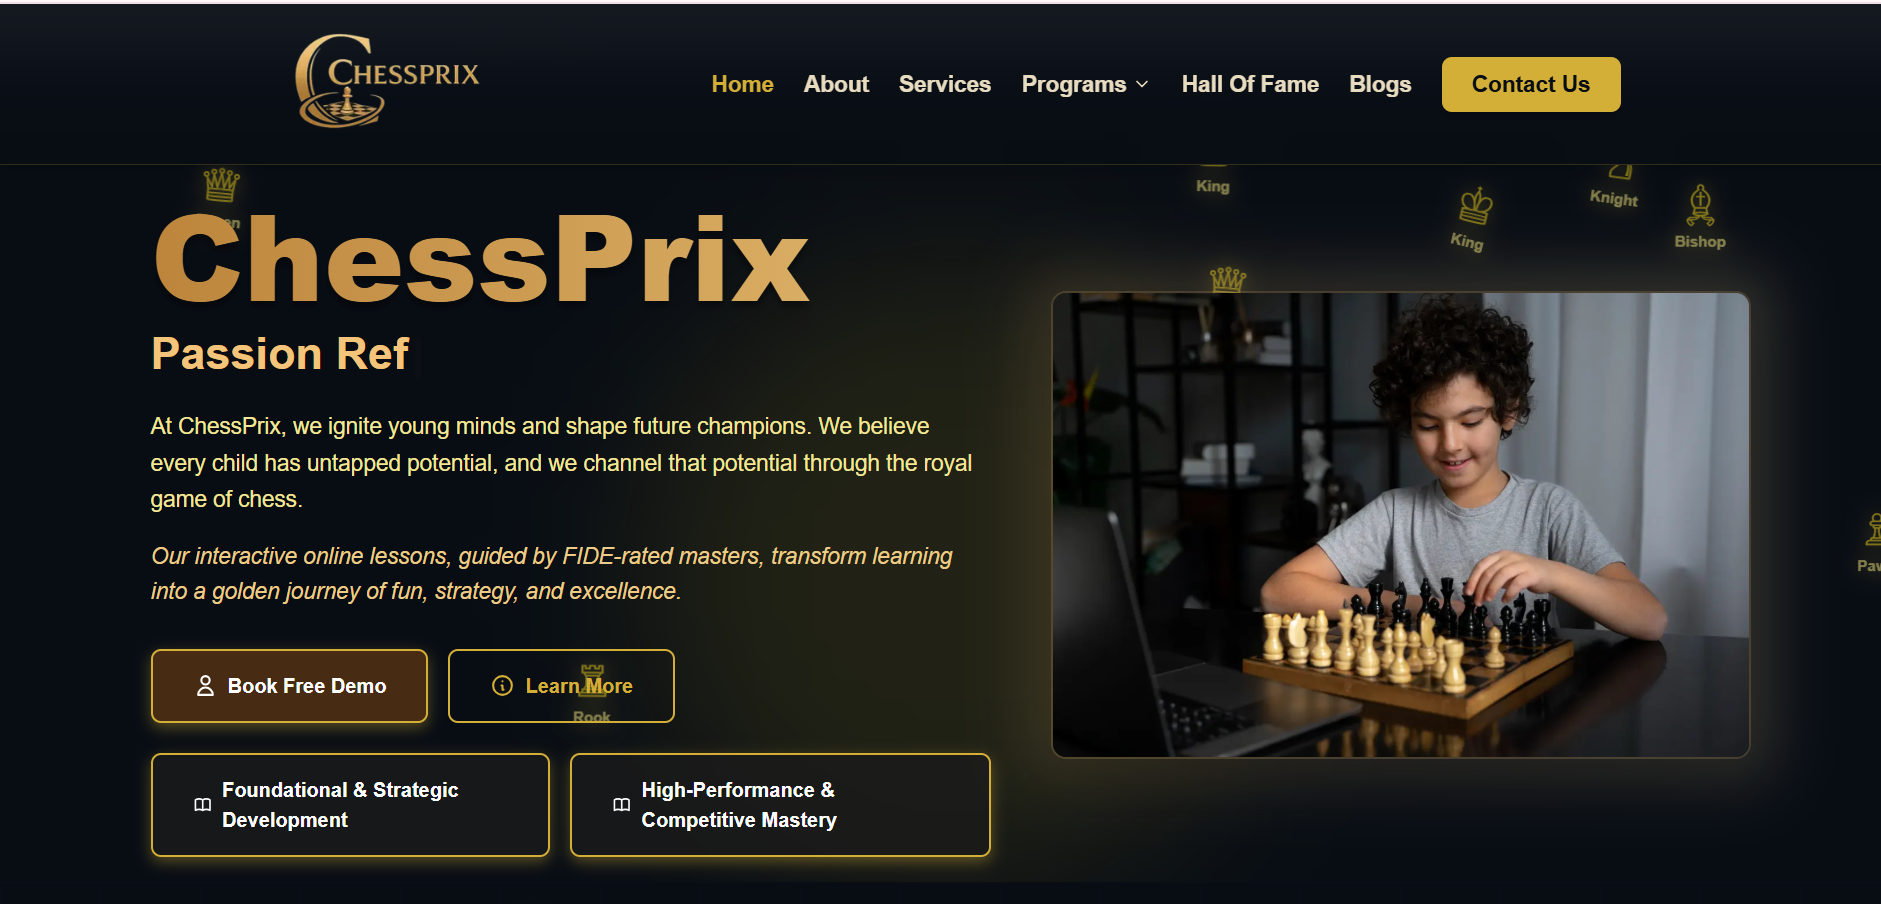 CHESSPRIX
Home About Services Programs Hall Of Fame Blogs Contact Us
King
Knight
King
Bishop
ChessPrix
Passion Ref
At ChessPrix, we ignite young minds and shape future champions. We believe
every child has untapped potential, and we channel that potential through the royal
game of chess.
Our interactive online lessons, guided by FIDE-rated masters, transform learning
into a golden journey of fun, strategy, and excellence.
Book Free Demo
Learn More
Rook
Foundational & Strategic
Development
High-Performance &
Competitive Mastery